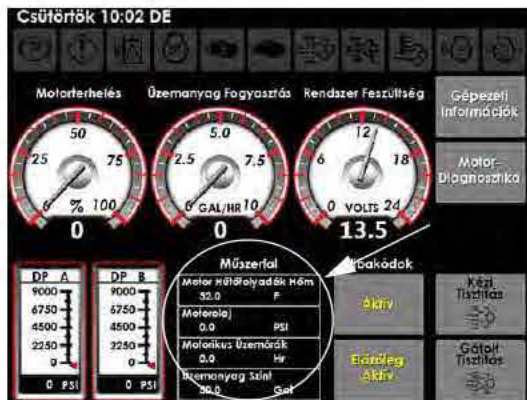 Csütörtök 10:02 DE
Motorterhelés
Üzemanyag Fogyasztás
Rendszer Feszültség
Gépezeti Információk
50
25 75
0 % 100
0
5.0
2.5 7.5
GAL/HR 10
0
12
6 18
0 VOLTS 24
13.5
Motor-
Diagnosztika
DP A
9000
6750
4500
2250
0
0 PSI
DP B
9000
6750
4500
2250
0
0 PSI
Műszerfal
Motor Hűtőfolyadék Hőm
32.0 F
Motorolaj
0.0 PSI
Motorikus Üzemórák
0.0 Hr
Üzemanyag Szint
Gal
Aktív
Előzőleg
Aktív
Kézi
Tisztítás
Gátolt
Tisztítás